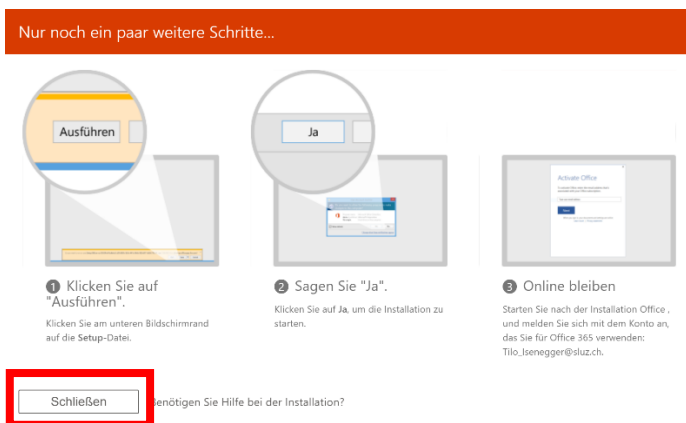 Nur noch ein paar weitere Schritte...
Ausführen
Ja
Activate Office
1 Klicken Sie auf
"Ausführen".
Klicken Sie am unteren Bildschirmrand
auf die Setup-Datei.
2 Sagen Sie "Ja".
Klicken Sie auf Ja, um die Installation zu
starten.
3 Online bleiben
Starten Sie nach der Installation Office ,
und melden Sie sich mit dem Konto an,
das Sie für Office 365 verwenden:
Tilo_Isenegger@sluz.ch.
Schließen
enötigen Sie Hilfe bei der Installation?